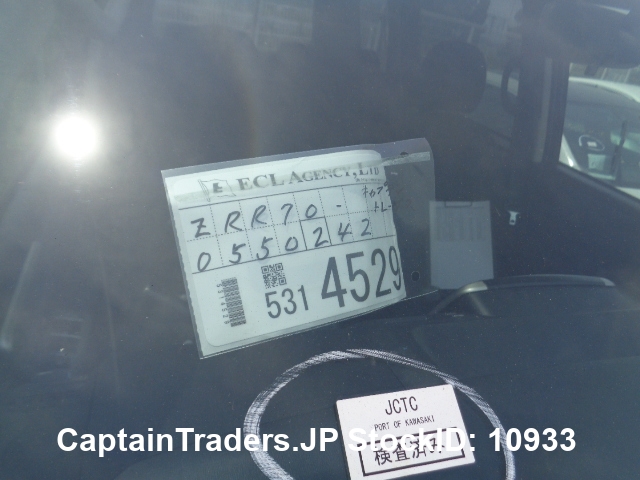 ECL AGENCY, LTD
ZRR70-
0550242
531 4529
JCTC
PORT OF KAWASAKI
検査済
CaptainTraders.JP StockID: 10933